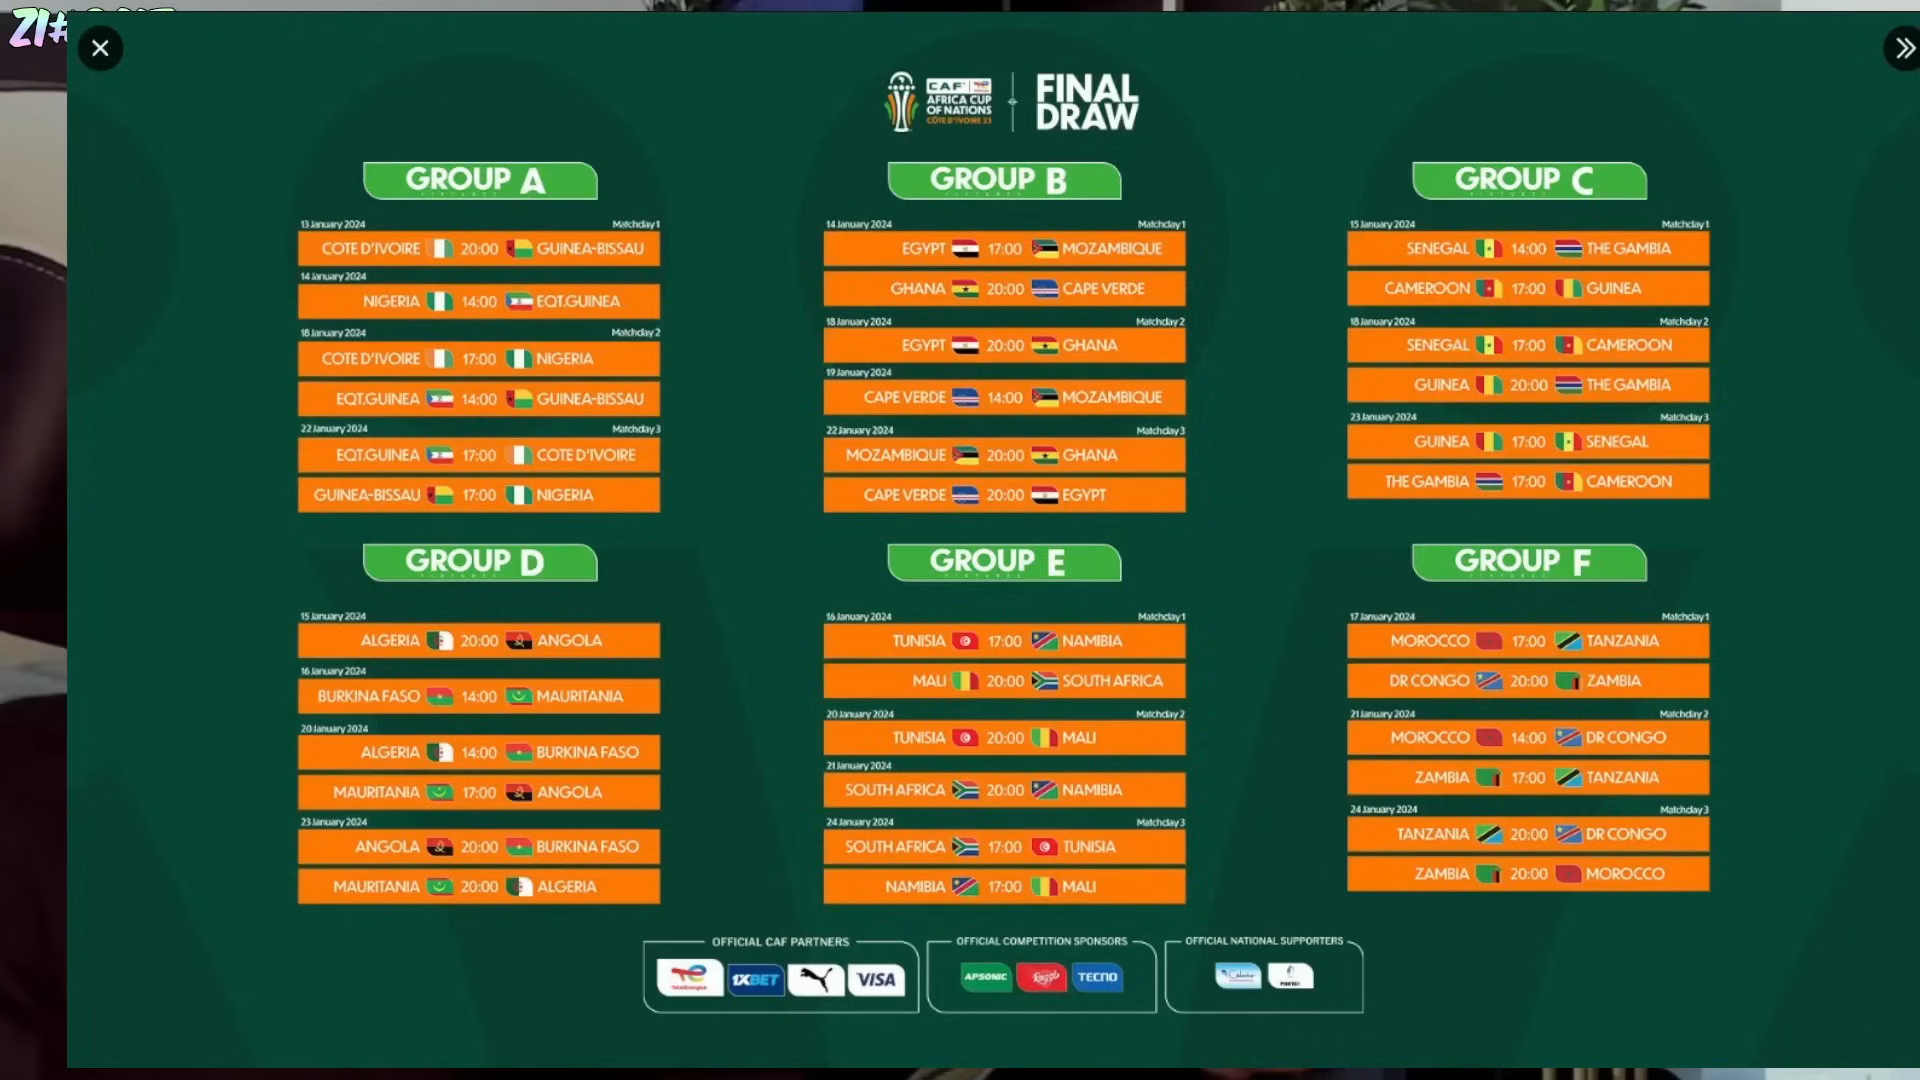 CAF
AFRICA CUP
OF NATIONS
CÔTE D'IVOIRE 23
FINAL
DRAW
GROUP A
13 January 2024 Matchday 1
COTE D'IVOIRE 20:00 GUINEA-BISSAU
14 January 2024
NIGERIA 14:00 EQT.GUINEA
18 January 2024 Matchday 2
COTE D'IVOIRE 17:00 NIGERIA
EQT.GUINEA 14:00 GUINEA-BISSAU
22 January 2024 Matchday 3
EQT.GUINEA 17:00 COTE D'IVOIRE
GUINEA-BISSAU 17:00 NIGERIA
GROUP B
14 January 2024 Matchday 1
EGYPT 17:00 MOZAMBIQUE
GHANA 20:00 CAPE VERDE
18 January 2024 Matchday 2
EGYPT 20:00 GHANA
19 January 2024
CAPE VERDE 14:00 MOZAMBIQUE
22 January 2024 Matchday 3
MOZAMBIQUE 20:00 GHANA
CAPE VERDE 20:00 EGYPT
GROUP C
15 January 2024 Matchday 1
SENEGAL 14:00 THE GAMBIA
CAMEROON 17:00 GUINEA
18 January 2024 Matchday 2
SENEGAL 17:00 CAMEROON
GUINEA 20:00 THE GAMBIA
23 January 2024 Matchday 3
GUINEA 17:00 SENEGAL
THE GAMBIA 17:00 CAMEROON
GROUP D
15 January 2024
ALGERIA 20:00 ANGOLA
16 January 2024
BURKINA FASO 14:00 MAURITANIA
20 January 2024
ALGERIA 14:00 BURKINA FASO
MAURITANIA 17:00 ANGOLA
23 January 2024
ANGOLA 20:00 BURKINA FASO
MAURITANIA 20:00 ALGERIA
GROUP E
16 January 2024 Matchday 1
TUNISIA 17:00 NAMIBIA
MALI 20:00 SOUTH AFRICA
20 January 2024 Matchday 2
TUNISIA 20:00 MALI
21 January 2024
SOUTH AFRICA 20:00 NAMIBIA
24 January 2024 Matchday 3
SOUTH AFRICA 17:00 TUNISIA
NAMIBIA 17:00 MALI
GROUP F
17 January 2024 Matchday 1
MOROCCO 17:00 TANZANIA
DR CONGO 20:00 ZAMBIA
21 January 2024 Matchday 2
MOROCCO 14:00 DR CONGO
ZAMBIA 17:00 TANZANIA
24 January 2024 Matchday 3
TANZANIA 20:00 DR CONGO
ZAMBIA 20:00 MOROCCO
OFFICIAL CAF PARTNERS
TotalEnergies 1XBET VISA
OFFICIAL COMPETITION SPONSORS
APSONIC TECNO
OFFICIAL NATIONAL SUPPORTERS